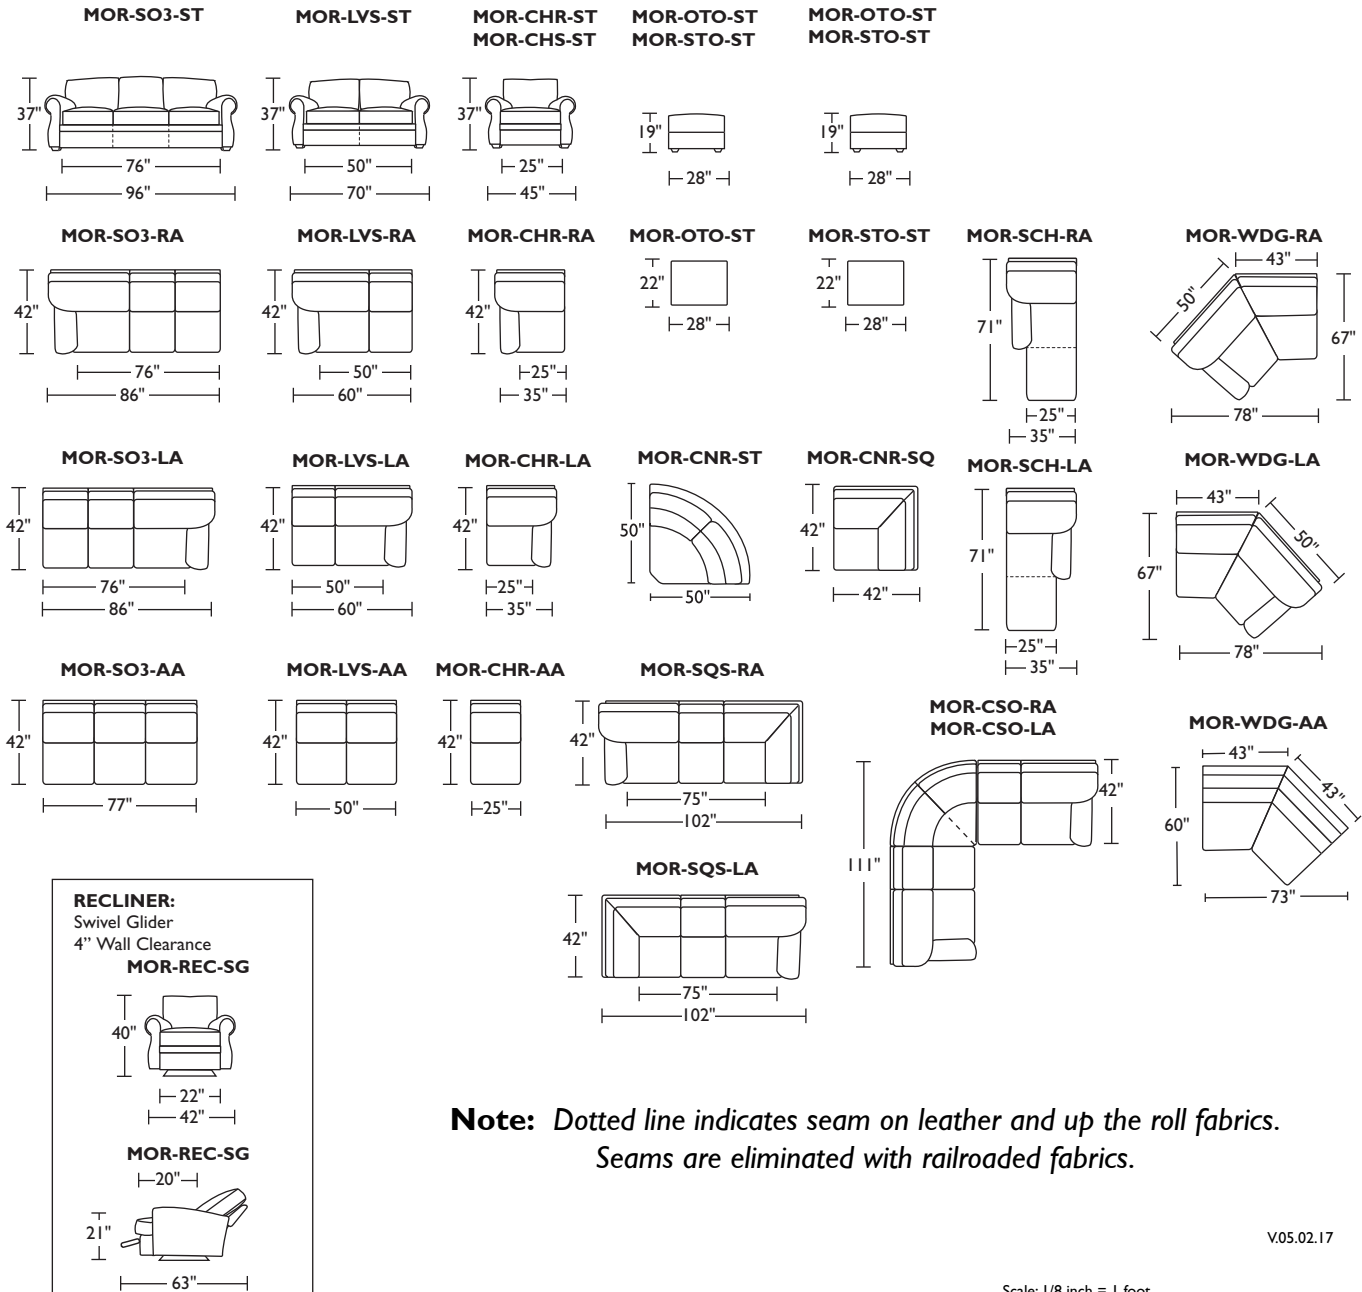 MOR-SO3-ST
MOR-LVS-ST
MOR-CHR-ST
MOR-CHS-ST
MOR-OTO-ST
MOR-STO-ST
MOR-OTO-ST
MOR-STO-ST
37"
76"
96"
37"
50"
70"
37"
25"
45"
19"
28"
19"
28"
MOR-SO3-RA
MOR-LVS-RA
MOR-CHR-RA
MOR-OTO-ST
MOR-STO-ST
MOR-SCH-RA
MOR-WDG-RA
42"
76"
86"
42"
50"
60"
42"
25"
35"
22"
28"
22"
28"
71"
25"
35"
43"
50"
67"
78"
MOR-SO3-LA
MOR-LVS-LA
MOR-CHR-LA
MOR-CNR-ST
MOR-CNR-SQ
MOR-SCH-LA
MOR-WDG-LA
42"
76"
86"
42"
50"
60"
42"
25"
35"
50"
50"
42"
42"
71"
25"
35"
43"
50"
67"
78"
MOR-SO3-AA
MOR-LVS-AA
MOR-CHR-AA
MOR-SQS-RA
MOR-CSO-RA
MOR-CSO-LA
MOR-WDG-AA
42"
77"
42"
50"
42"
25"
42"
75"
102"
42"
111"
43"
43"
60"
73"
MOR-SQS-LA
42"
75"
102"
RECLINER:
Swivel Glider
4” Wall Clearance
MOR-REC-SG
40"
22"
42"
MOR-REC-SG
20"
21"
63"
Note: Dotted line indicates seam on leather and up the roll fabrics.
Seams are eliminated with railroaded fabrics.
V.05.02.17
Scale: 1/8 inch = 1 foot